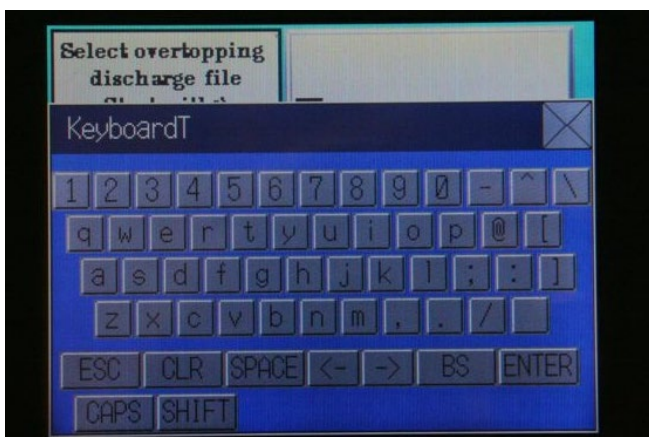 Select overtopping
discharge file
KeyboardT
1 2 3 4 5 6 7 8 9 0 - ^ \
q w e r t y u i o p @ [
a s d f g h j k l ; : ]
z x c v b n m , . /
ESC CLR SPACE <- -> BS ENTER
CAPS SHIFT